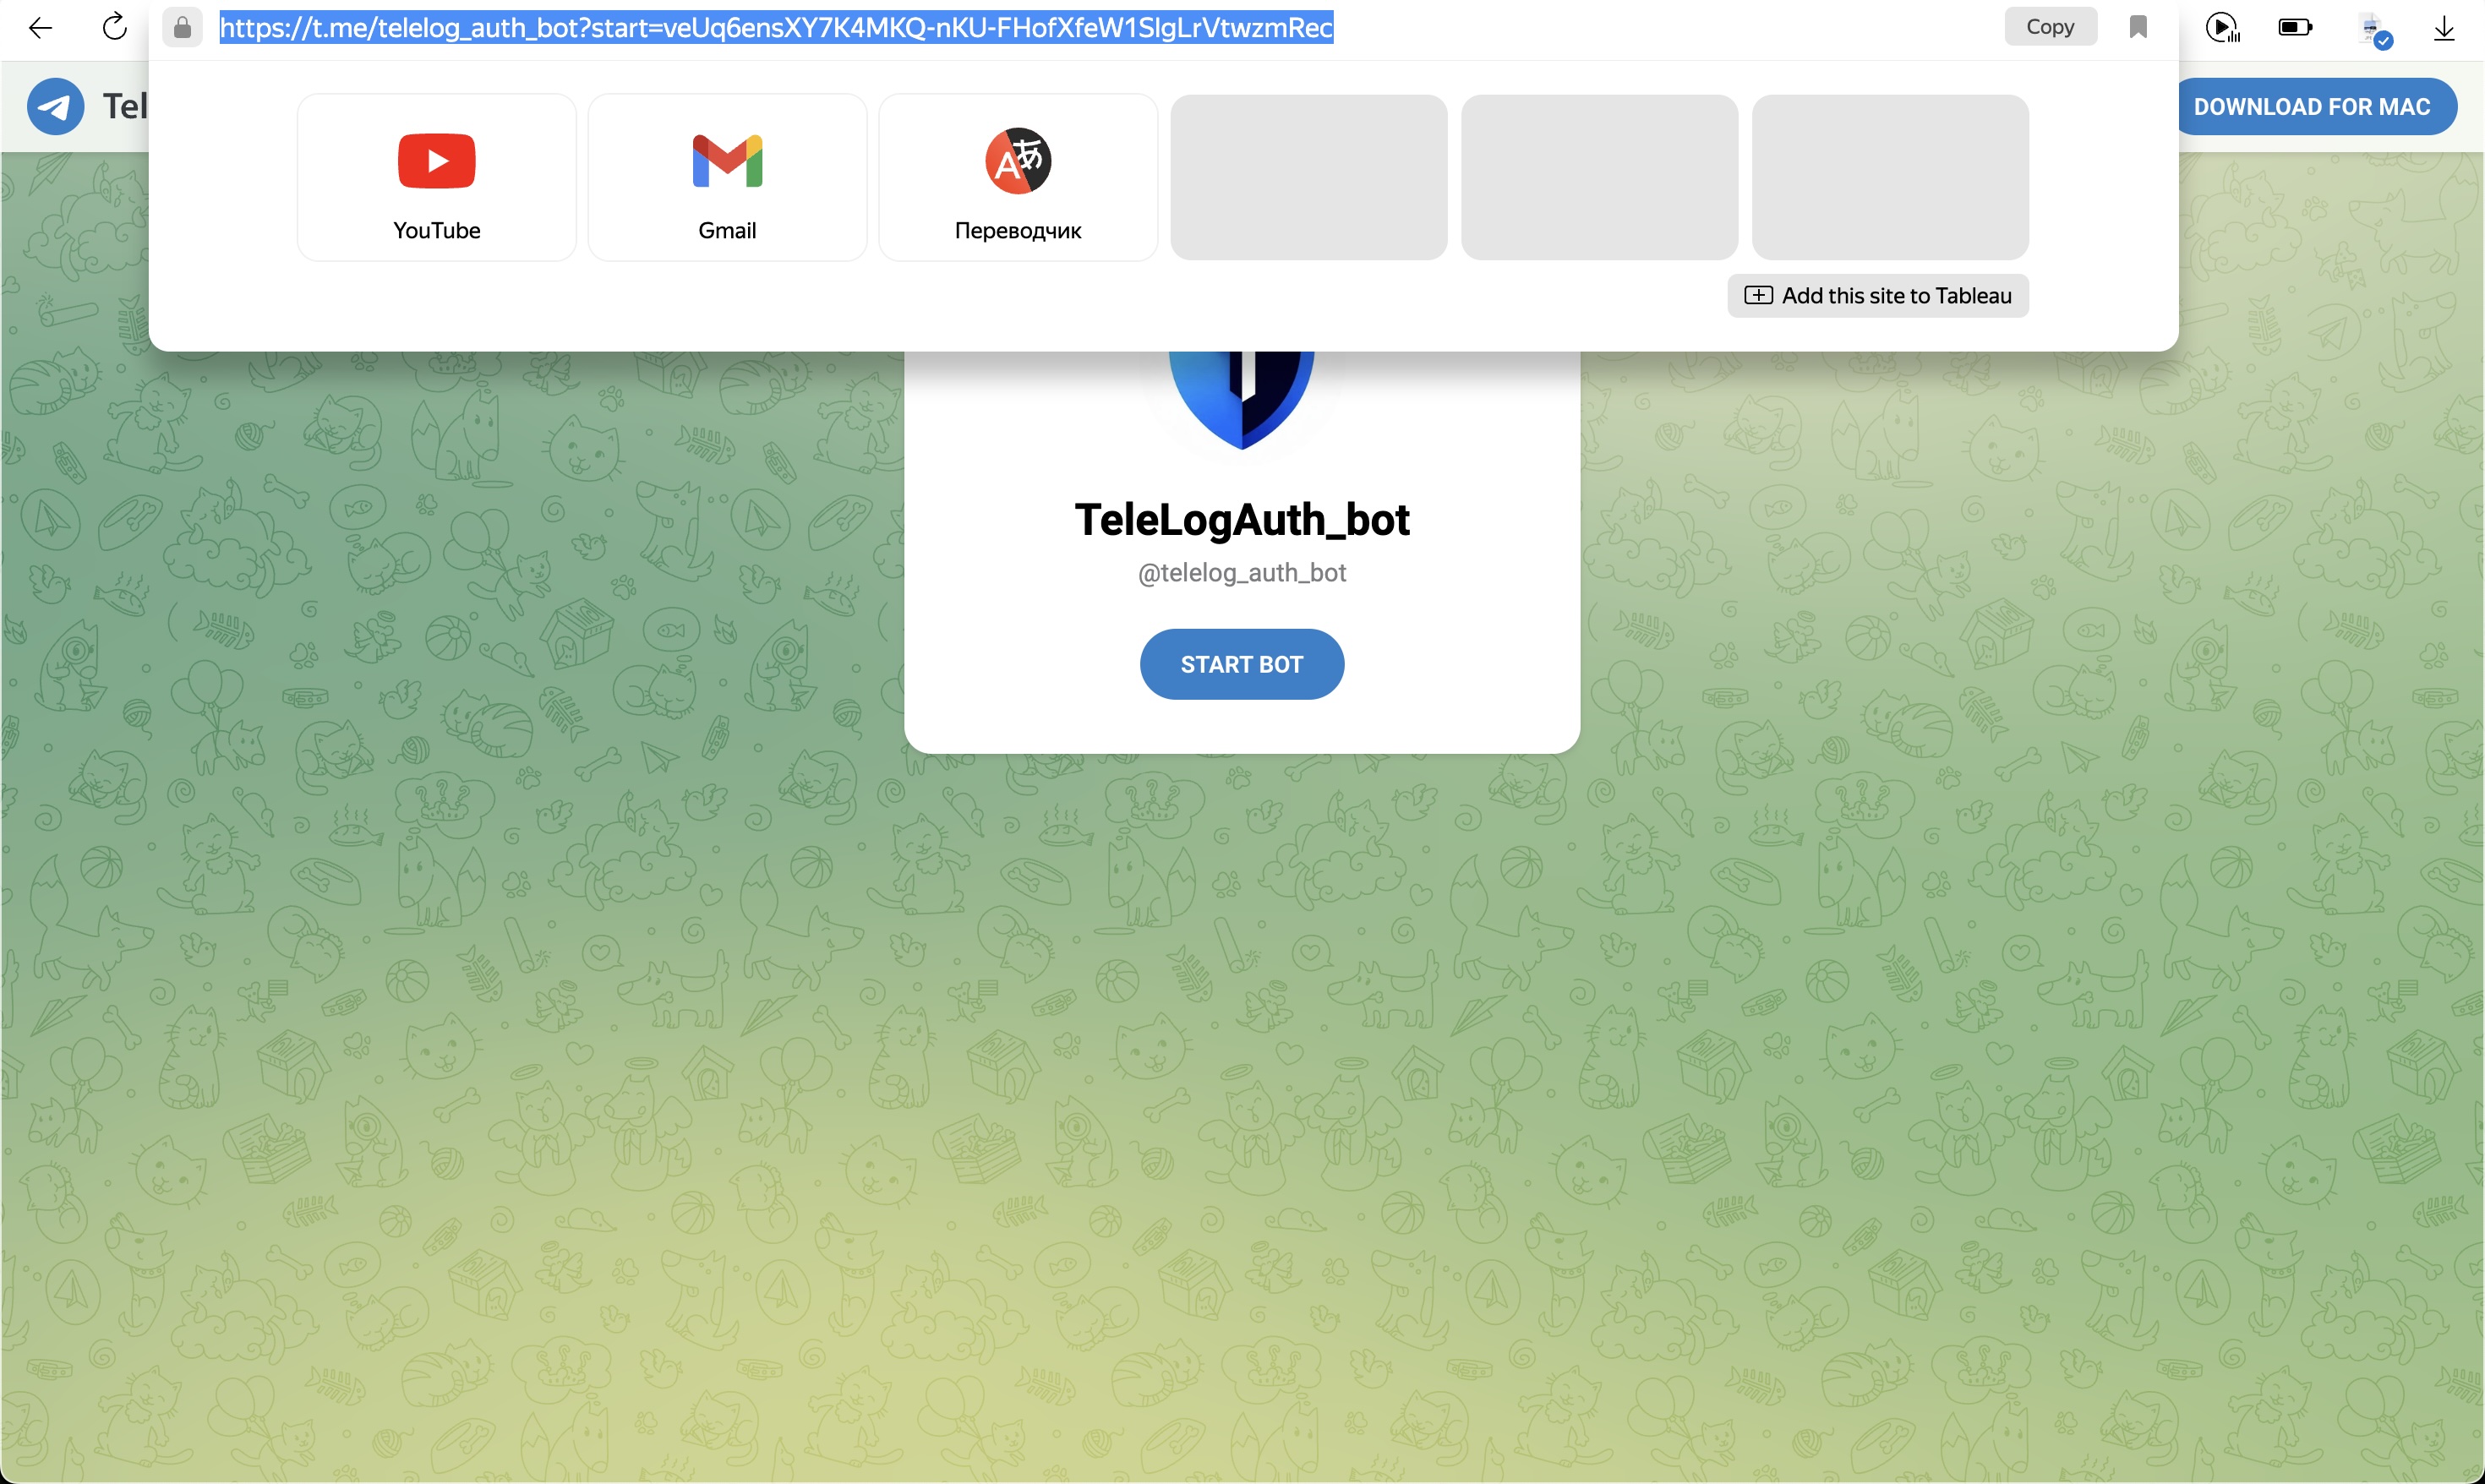 https://t.me/telelog_auth_bot?start=veUq6ensXY7K4MKQ-nKU-FHofXfeW1SlgLrVtwzmRec
Copy
Tel
DOWNLOAD FOR MAC
YouTube
Gmail
Переводчик
Add this site to Tableau
TeleLogAuth_bot
@telelog_auth_bot
START BOT